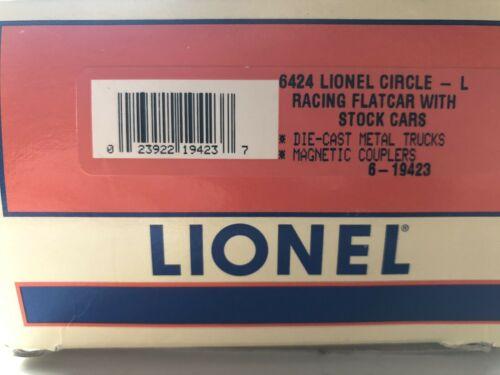 6424 LIONEL CIRCLE - L
RACING FLATCAR WITH
STOCK CARS
* DIE-CAST METAL TRUCKS
* MAGNETIC COUPLERS
6-19423
0 23922 19423 7
LIONEL®